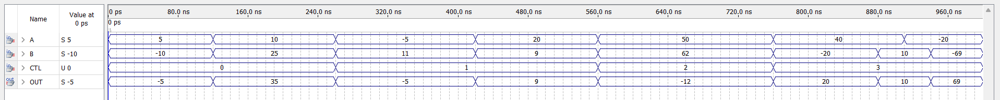 Name Value at 0 ps
0 ps 80.0 ns 160.0 ns 240.0 ns 320.0 ns 400.0 ns 480.0 ns 560.0 ns 640.0 ns 720.0 ns 800.0 ns 880.0 ns 960.0 ns
0 ps
in A S 5 5 10 -5 20 50 40 -20
B S -10 -10 25 11 9 62 -20 10 -69
in CTL U 0 0 1 2 3
out OUT S -5 -5 35 -5 9 -12 20 10 69